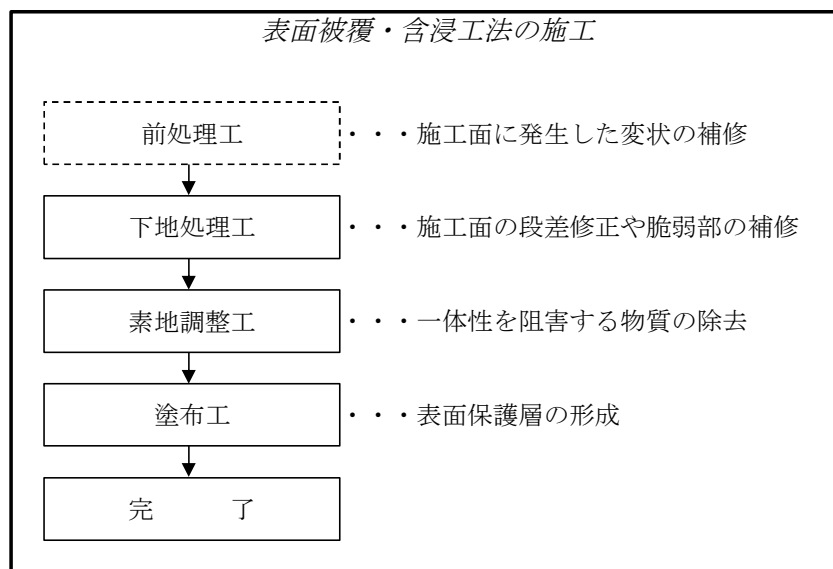 表面被覆・含浸工法の施工
前処理工 ・・・施工面に発生した変状の補修
下地処理工 ・・・施工面の段差修正や脆弱部の補修
素地調整工 ・・・一体性を阻害する物質の除去
塗布工 ・・・表面保護層の形成
完　　　了